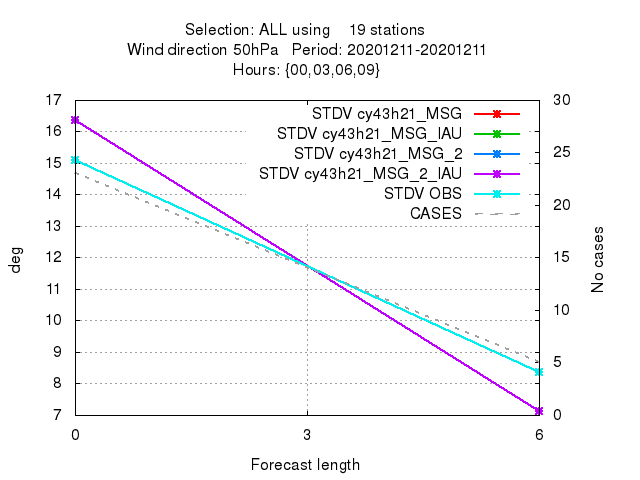 Selection: ALL using 19 stations
Wind direction 50hPa Period: 20201211-20201211
Hours: {00,03,06,09}
17 30
STDV cy43h21_MSG
16 STDV cy43h21_MSG_IAU
15 STDV cy43h21_MSG_2 25
14 STDV cy43h21_MSG_2_IAU
STDV OBS 20
13 CASES
12 15
deg No cases
11
10 10
9
8 5
7 0
0 3 6
Forecast length